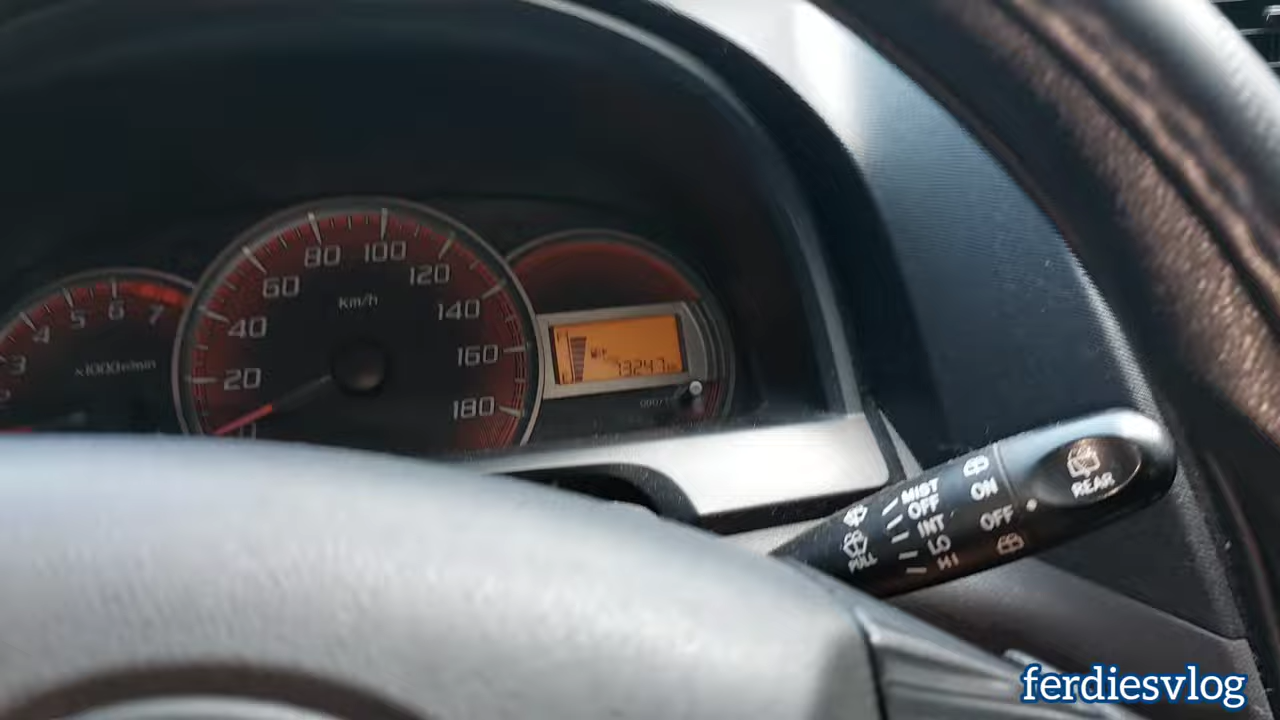 3 4 5 6 7
x1000r/min
20 40 60 80 100 120 140 160 180
Km/h
MIST
OFF
INT
LO
HI
PULL
ON
OFF
REAR
ferdiesvlog